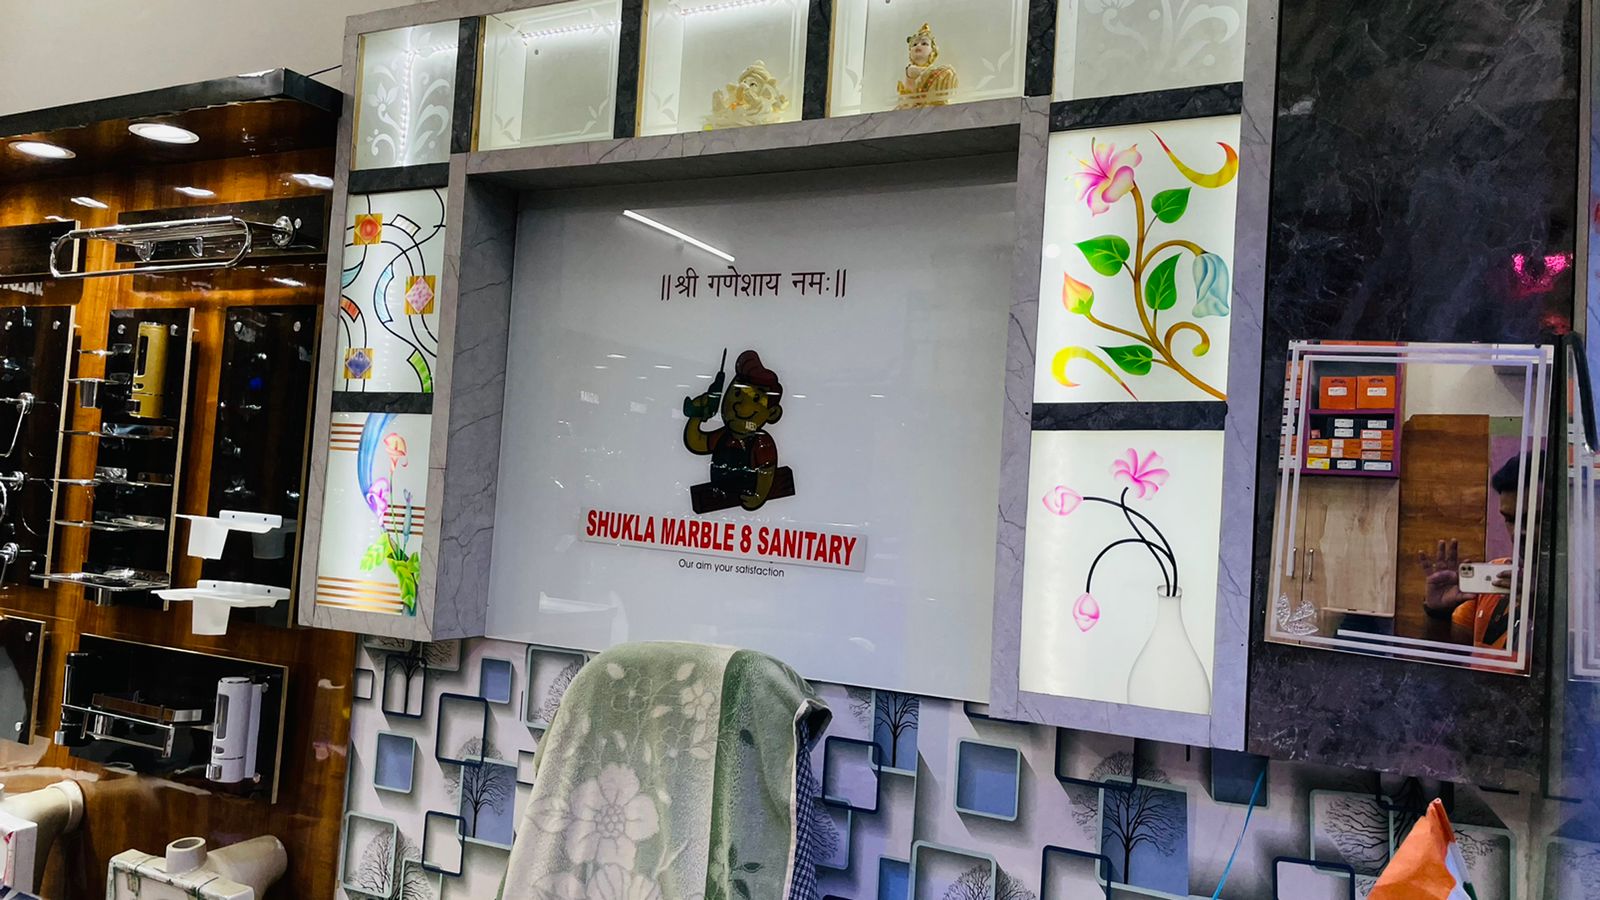 ॥श्री गणेशाय नमः॥
SHUKLA MARBLE 8 SANITARY
Our aim your satisfaction